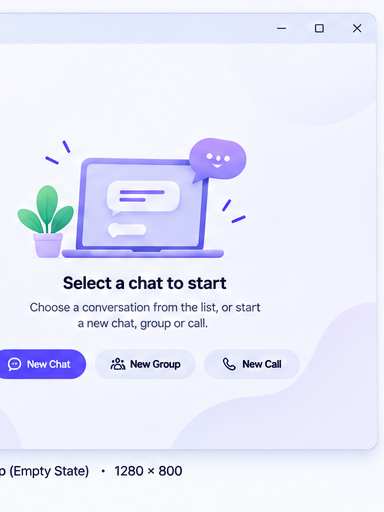 Select a chat to start
Choose a conversation from the list, or start
a new chat, group or call.
New Chat
New Group
New Call
p (Empty State) • 1280 × 800